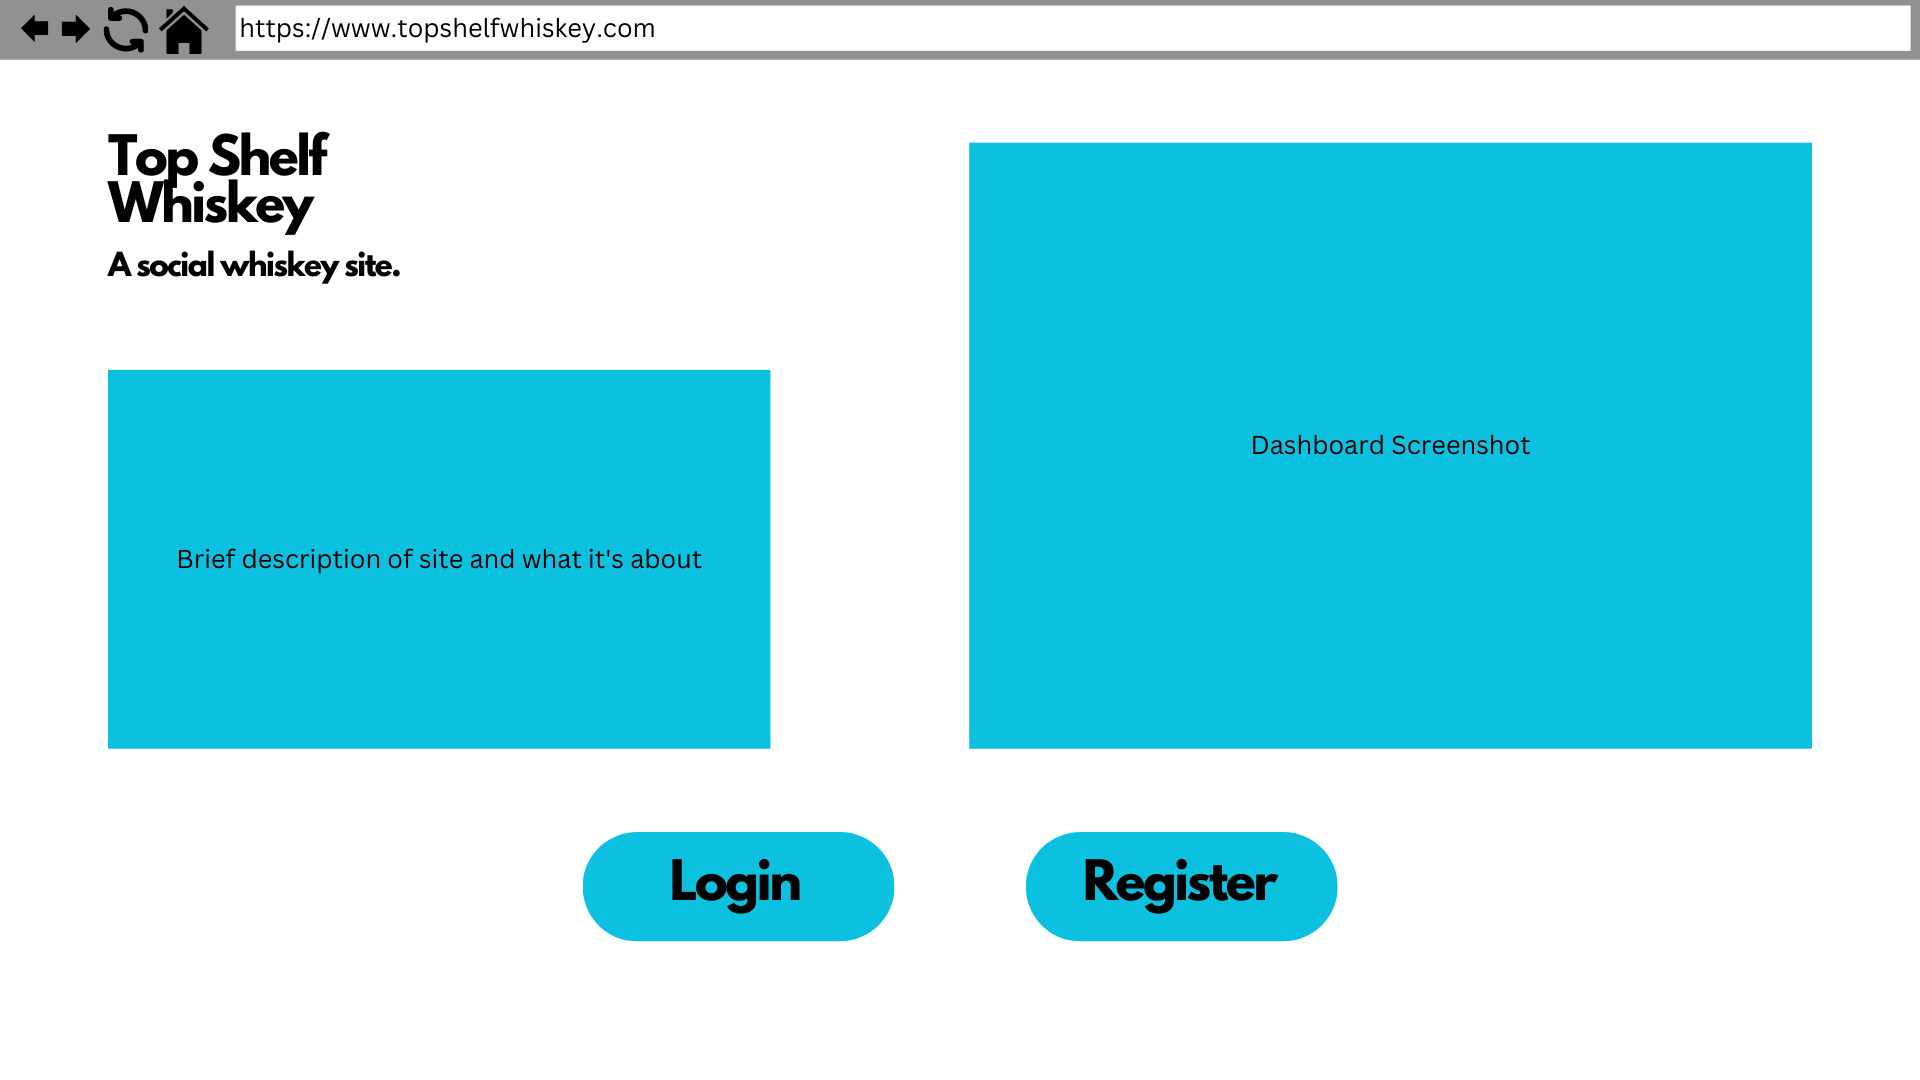 https://www.topshelfwhiskey.com
Top Shelf
Whiskey
A social whiskey site.
Brief description of site and what it's about
Dashboard Screenshot
Login
Register